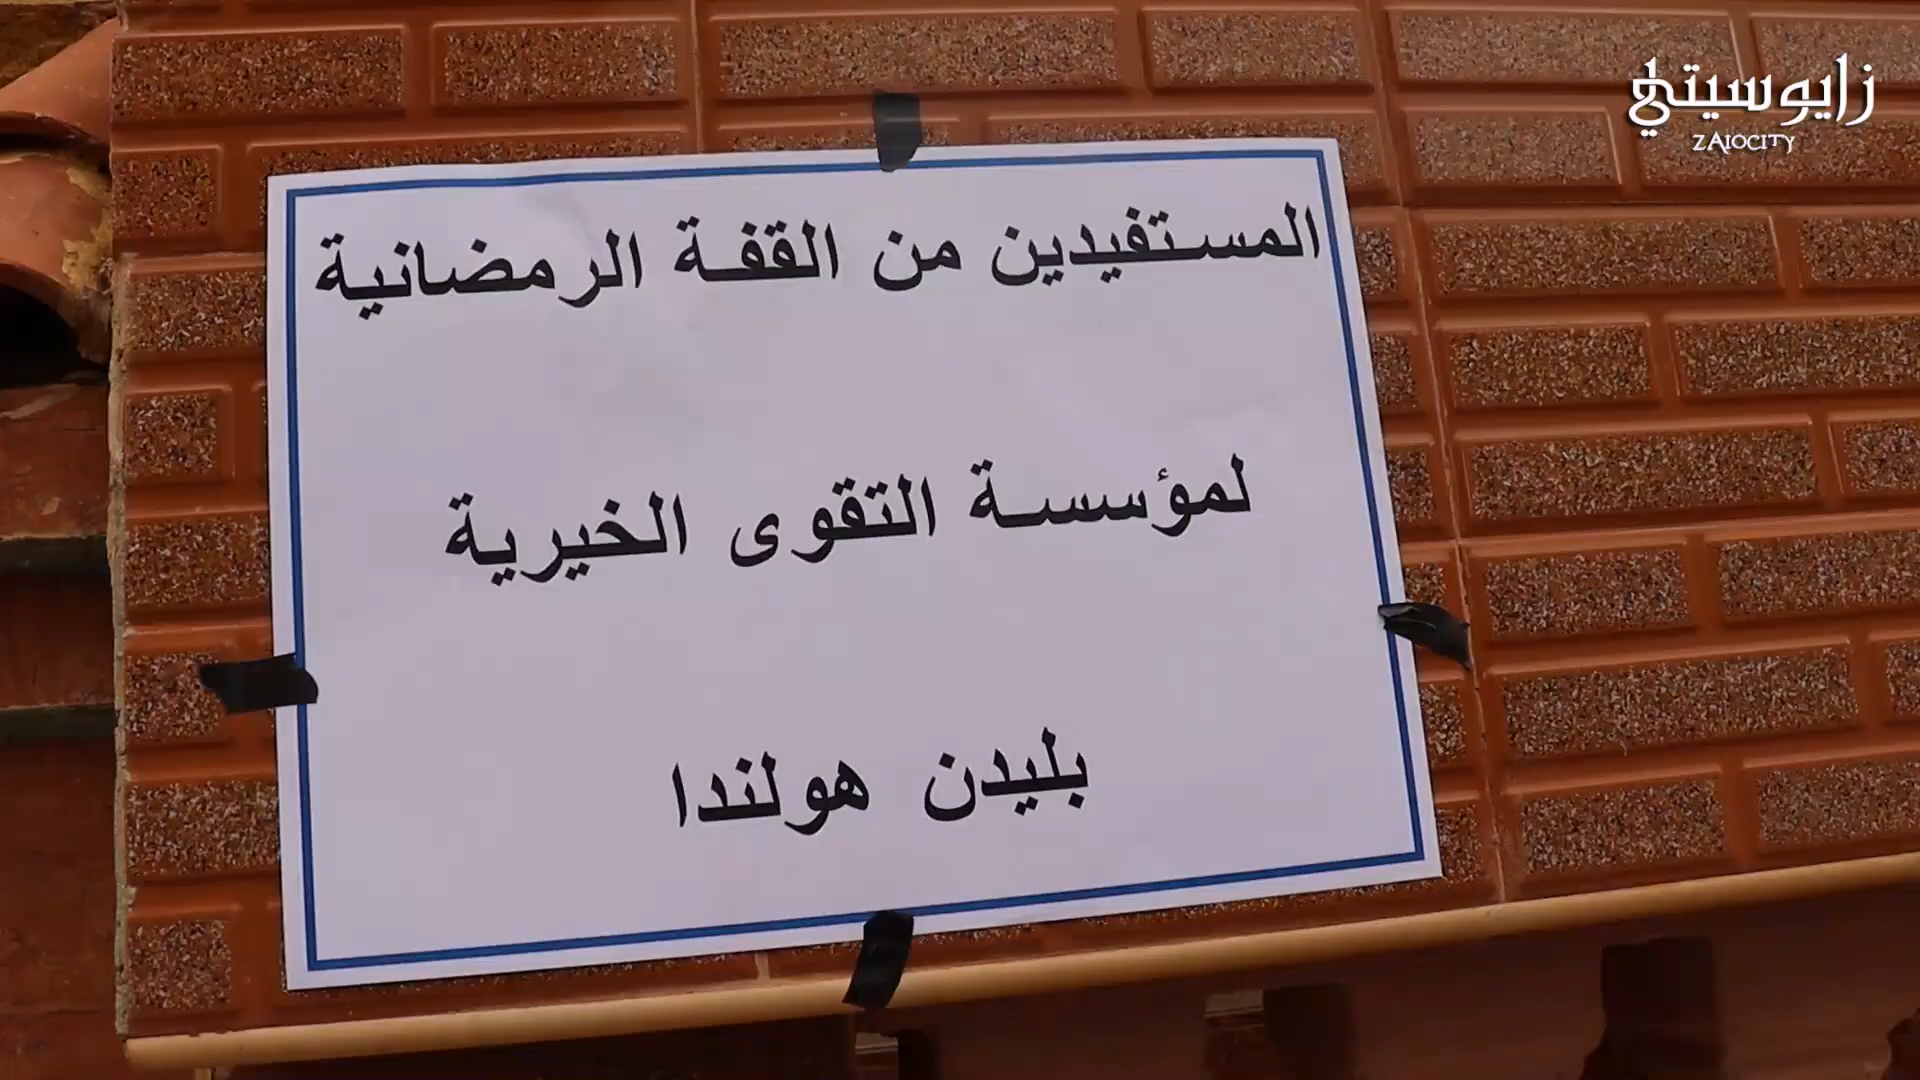 زايوسيتي
ZAIOCITY
المستفيدين من القفة الرمضانية
لمؤسسة التقوى الخيرية
بليدن هولندا